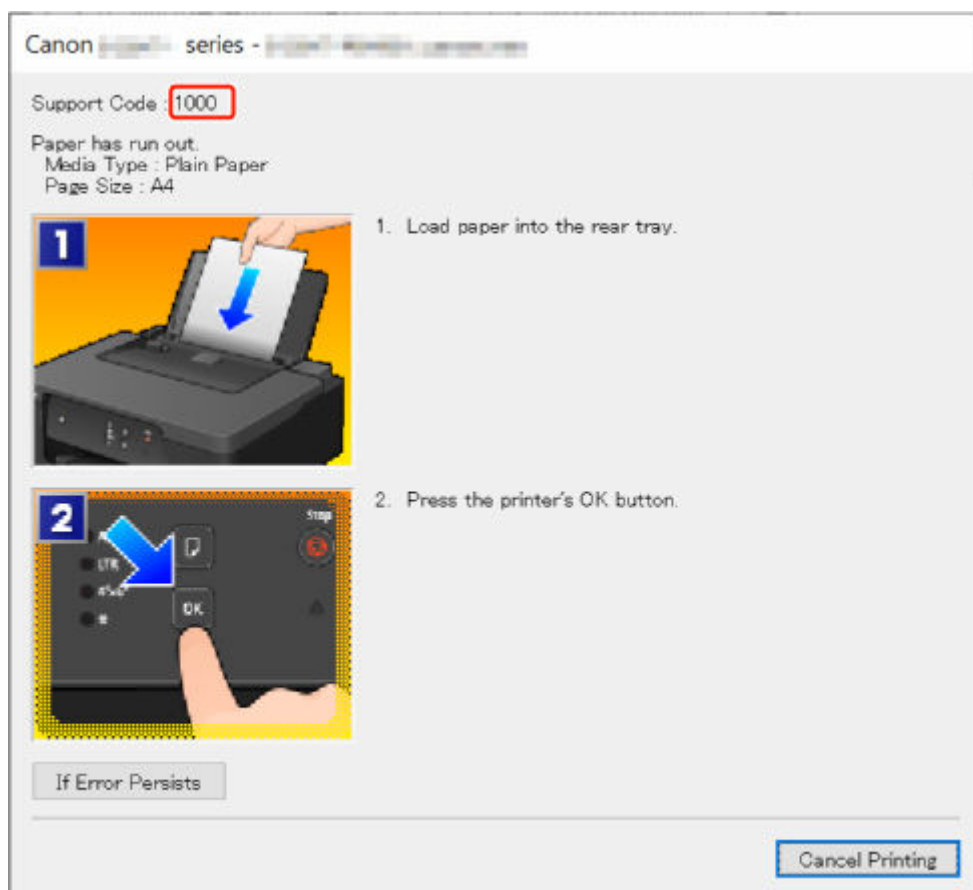 Canon series -
Support Code : 1000
Paper has run out.
Media Type : Plain Paper
Page Size : A4
1
1. Load paper into the rear tray.
2
2. Press the printer's OK button.
Stop
LTR
OK
If Error Persists
Cancel Printing